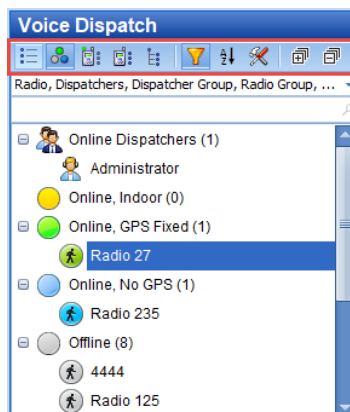 Voice Dispatch
Radio, Dispatchers, Dispatcher Group, Radio Group, ...
Online Dispatchers (1)
Administrator
Online, Indoor (0)
Online, GPS Fixed (1)
Radio 27
Online, No GPS (1)
Radio 235
Offline (8)
4444
Radio 125